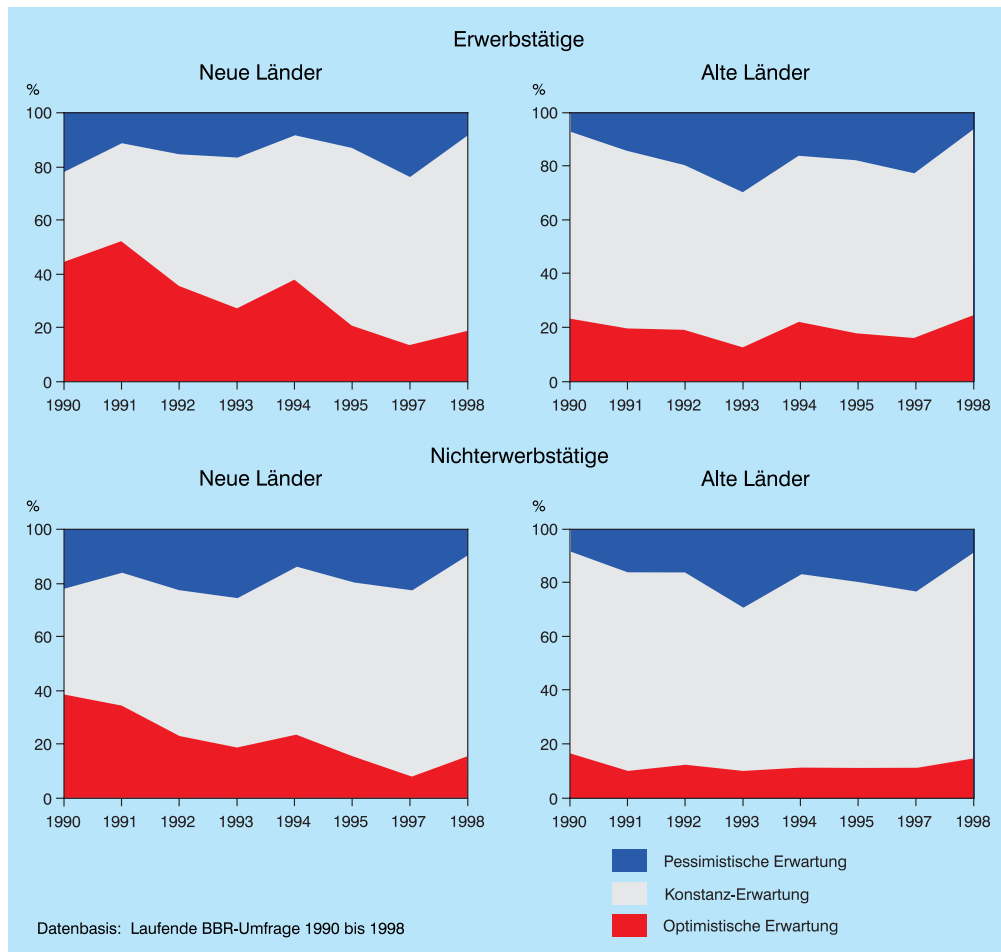 Erwerbstätige
Neue Länder
%
100
80
60
40
20
0
1990 1991 1992 1993 1994 1995 1997 1998
Alte Länder
%
100
80
60
40
20
0
1990 1991 1992 1993 1994 1995 1997 1998
Nichterwerbstätige
Neue Länder
%
100
80
60
40
20
0
1990 1991 1992 1993 1994 1995 1997 1998
Alte Länder
%
100
80
60
40
20
0
1990 1991 1992 1993 1994 1995 1997 1998
Pessimistische Erwartung
Konstanz-Erwartung
Optimistische Erwartung
Datenbasis: Laufende BBR-Umfrage 1990 bis 1998